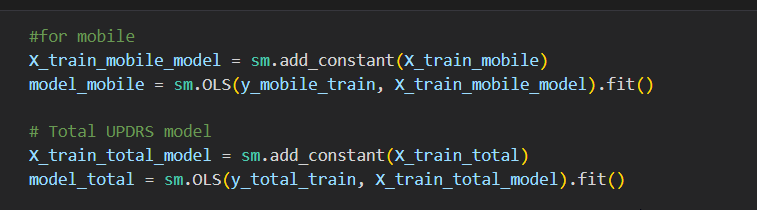 #for mobile
X_train_mobile_model = sm.add_constant(X_train_mobile)
model_mobile = sm.OLS(y_mobile_train, X_train_mobile_model).fit()
# Total UPDRS model
X_train_total_model = sm.add_constant(X_train_total)
model_total = sm.OLS(y_total_train, X_train_total_model).fit()